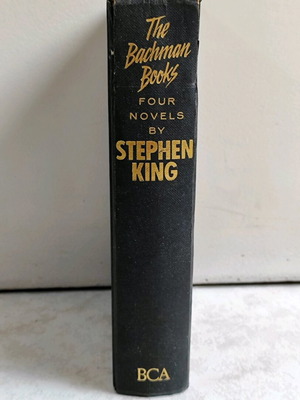 The
Bachman
Books
FOUR
NOVELS
BY
STEPHEN
KING
BCA